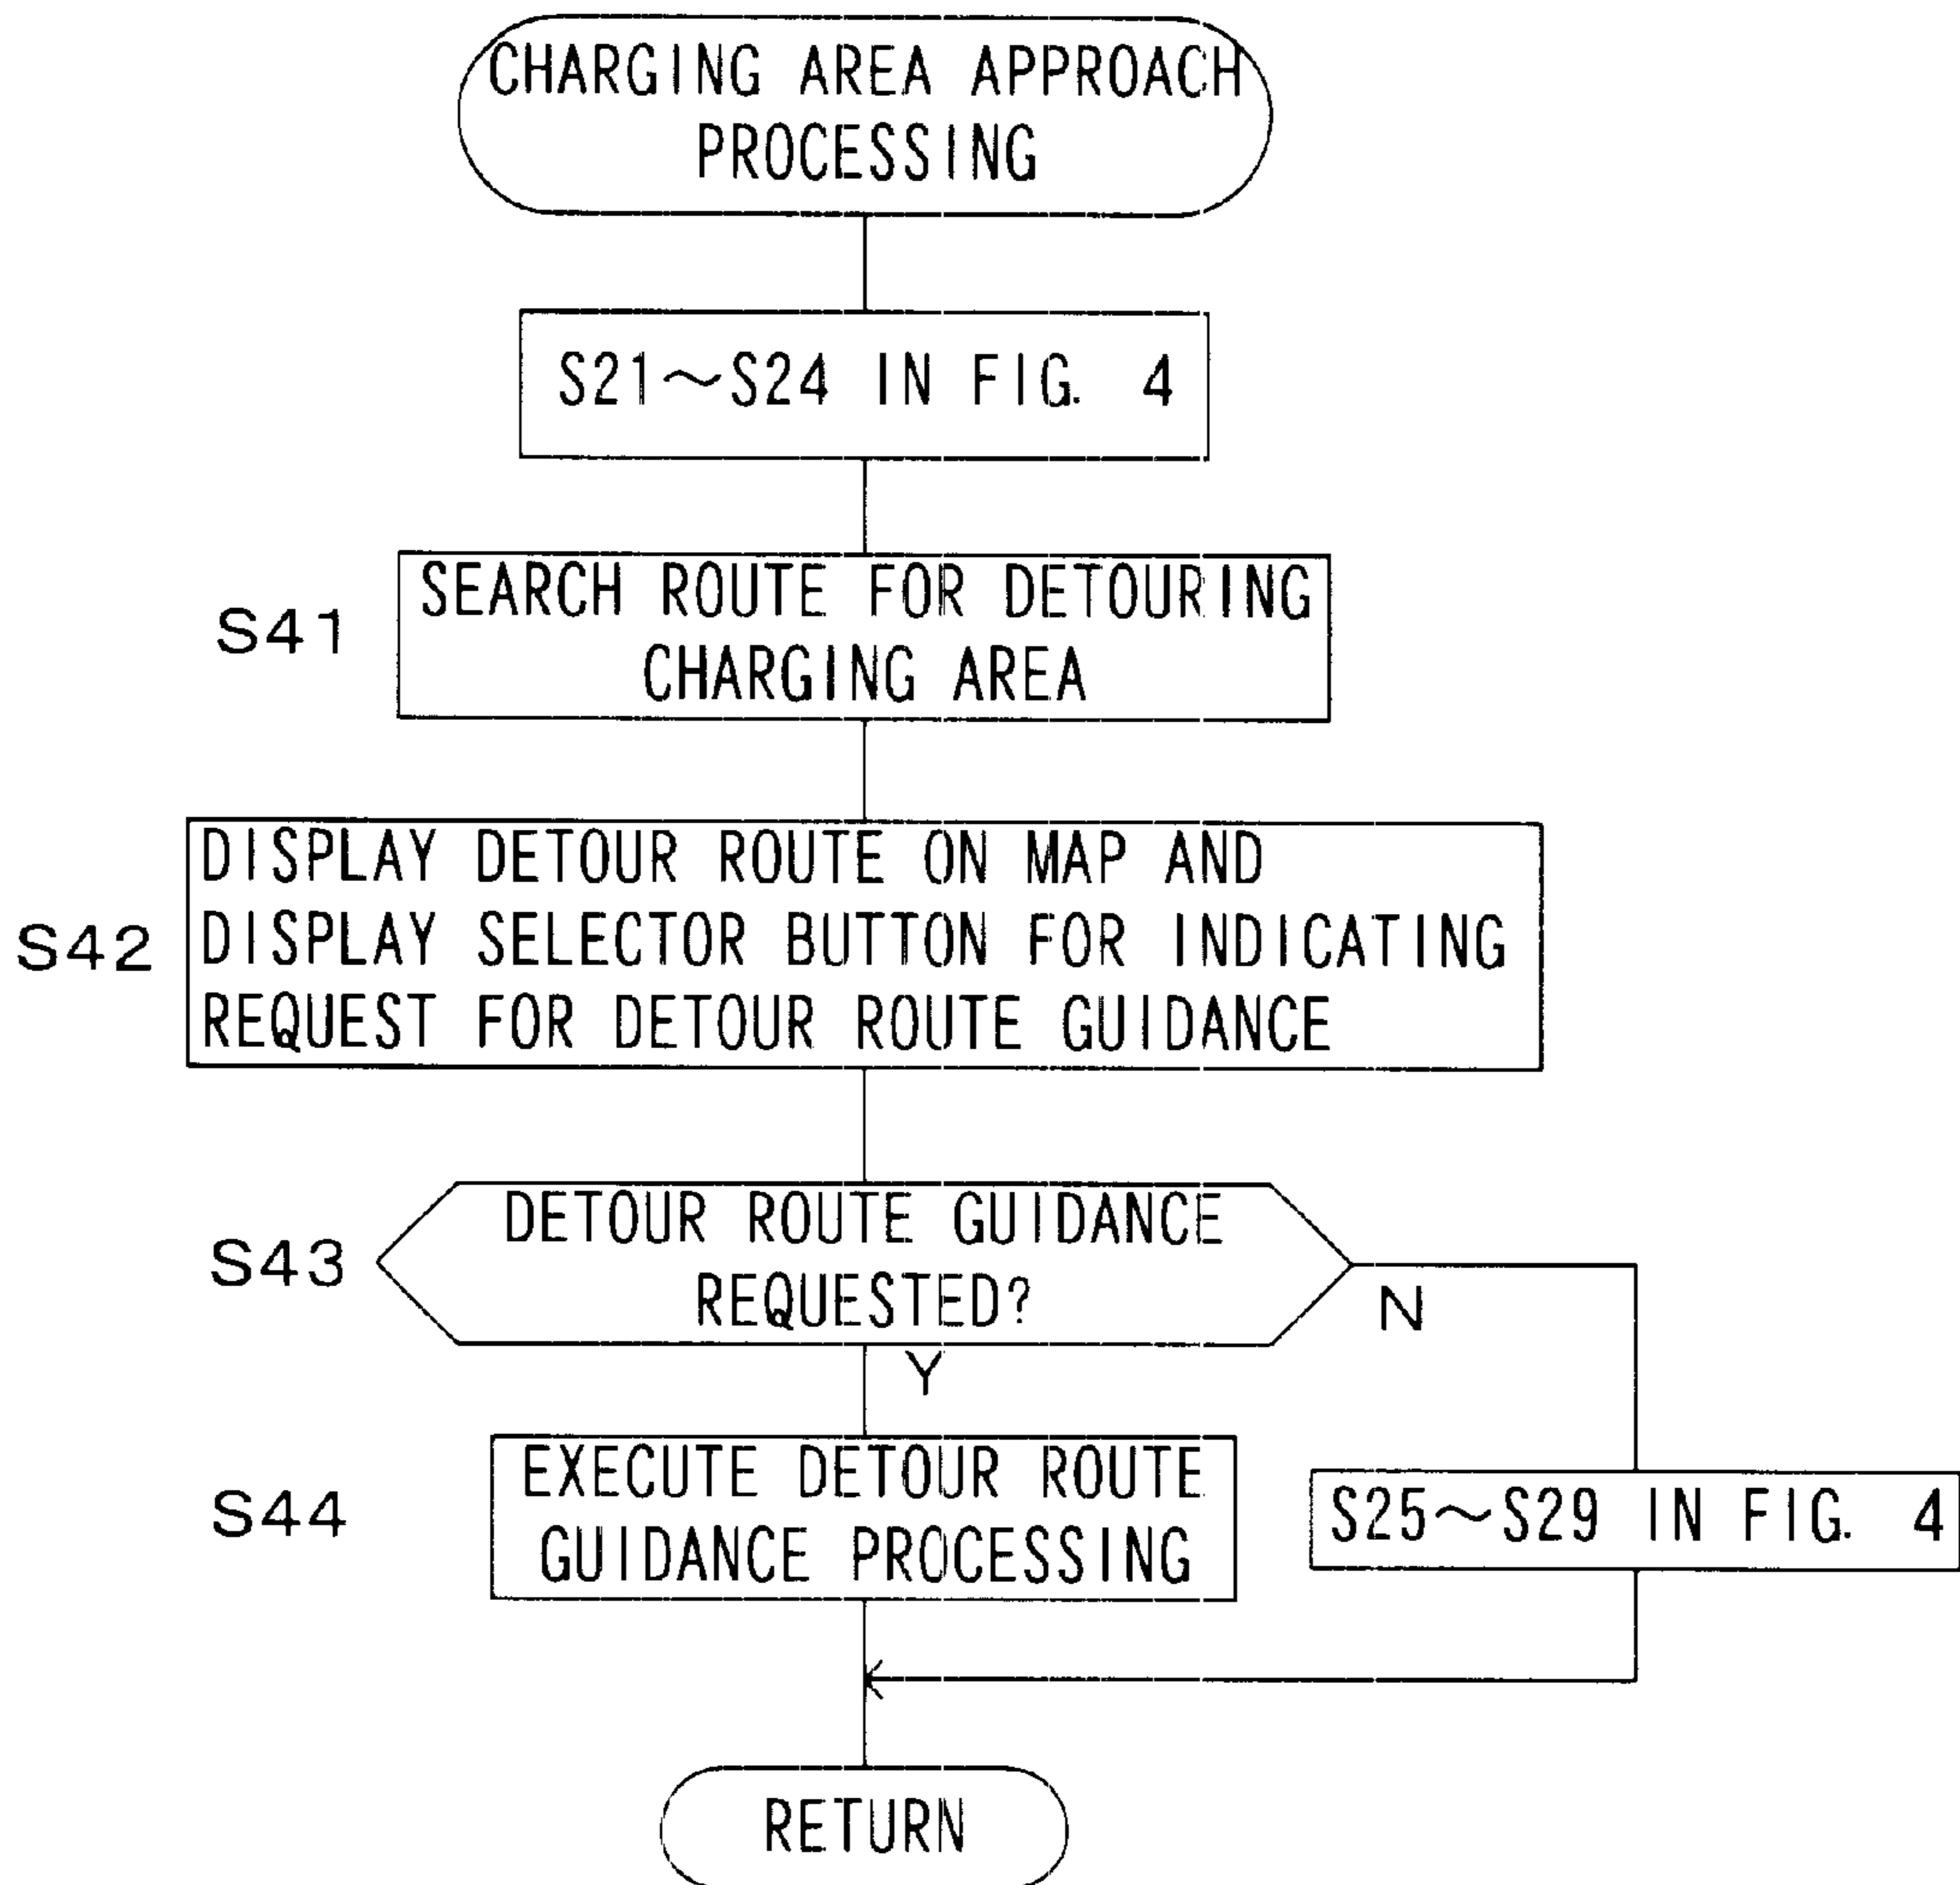 CHARGING AREA APPROACH
PROCESSING
S21～S24 IN FIG. 4
S41
SEARCH ROUTE FOR DETOURING
CHARGING AREA
S42
DISPLAY DETOUR ROUTE ON MAP AND
DISPLAY SELECTOR BUTTON FOR INDICATING
REQUEST FOR DETOUR ROUTE GUIDANCE
S43
DETOUR ROUTE GUIDANCE
REQUESTED?
N
Y
S44
EXECUTE DETOUR ROUTE
GUIDANCE PROCESSING
S25～S29 IN FIG. 4
RETURN